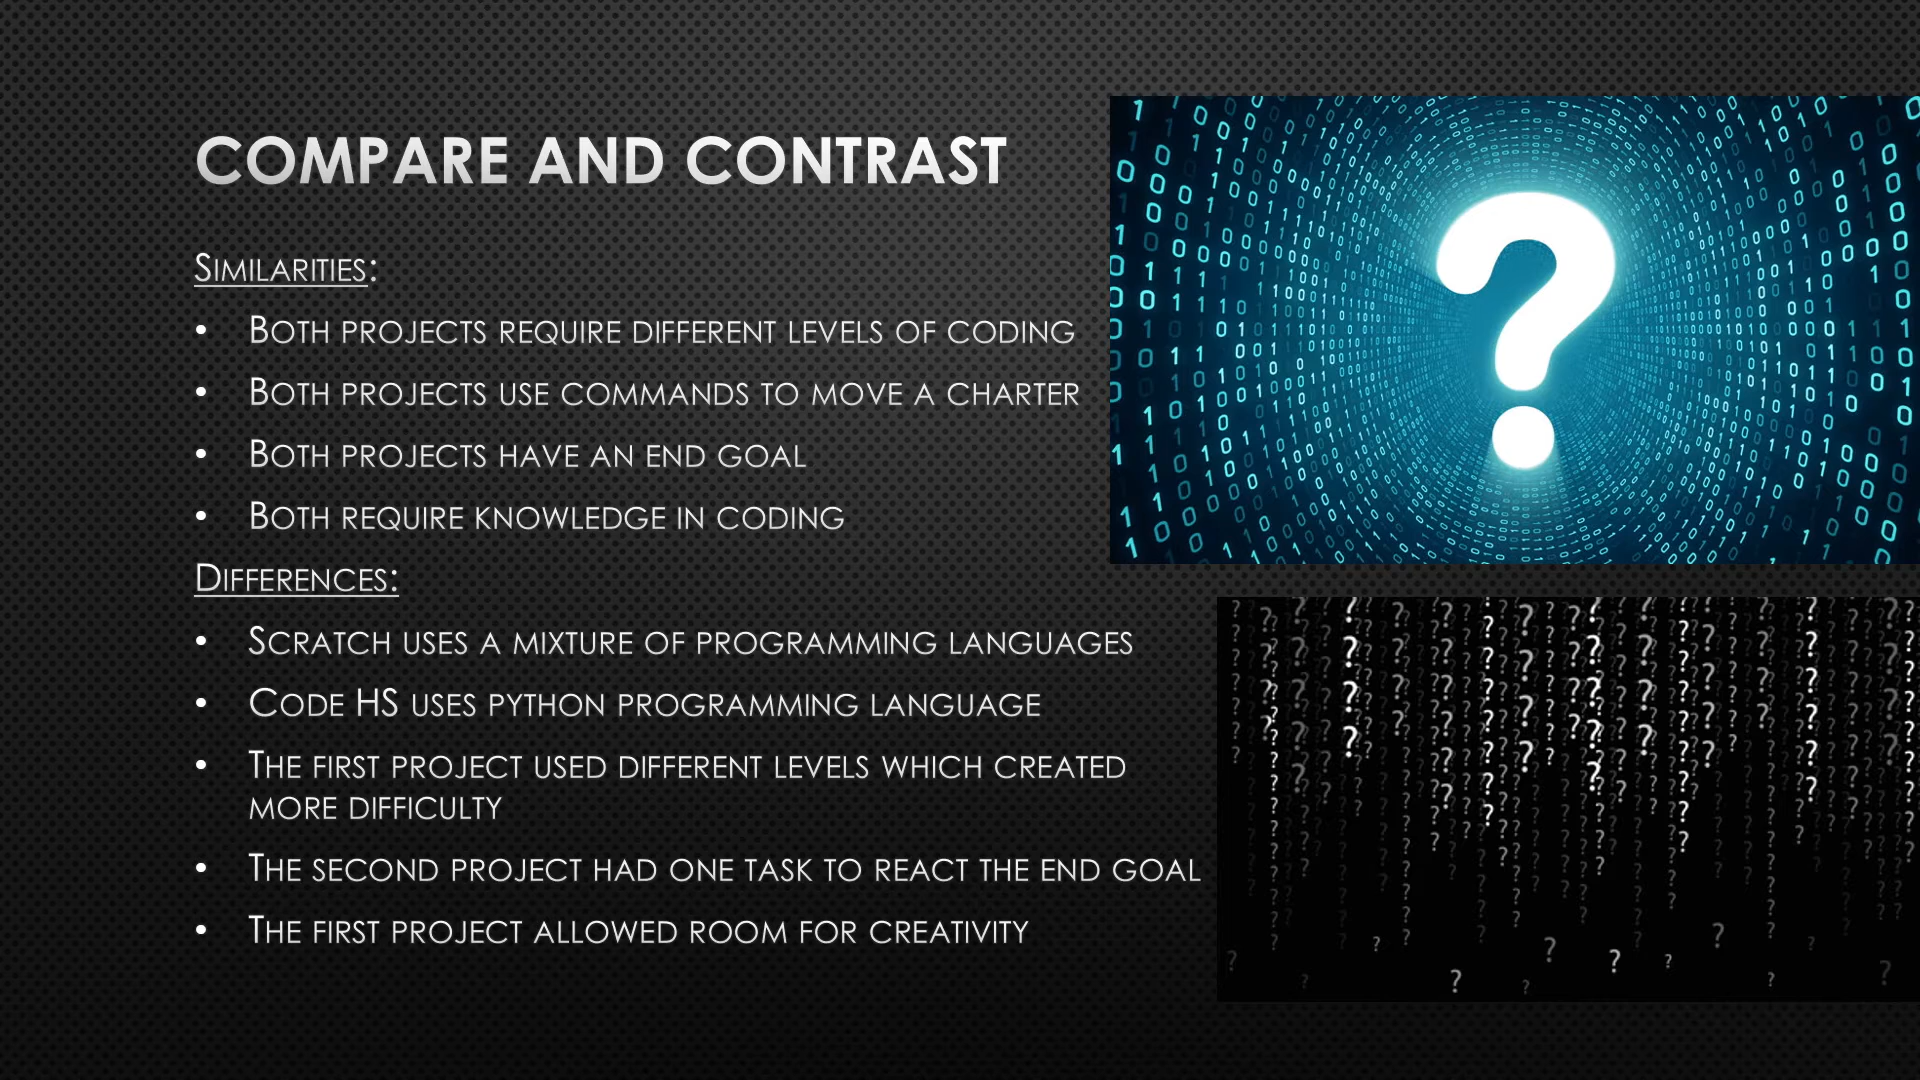 COMPARE AND CONTRAST
SIMILARITIES:
• BOTH PROJECTS REQUIRE DIFFERENT LEVELS OF CODING
• BOTH PROJECTS USE COMMANDS TO MOVE A CHARTER
• BOTH PROJECTS HAVE AN END GOAL
• BOTH REQUIRE KNOWLEDGE IN CODING
DIFFERENCES:
• SCRATCH USES A MIXTURE OF PROGRAMMING LANGUAGES
• CODE HS USES PYTHON PROGRAMMING LANGUAGE
• THE FIRST PROJECT USED DIFFERENT LEVELS WHICH CREATED
MORE DIFFICULTY
• THE SECOND PROJECT HAD ONE TASK TO REACT THE END GOAL
• THE FIRST PROJECT ALLOWED ROOM FOR CREATIVITY
?